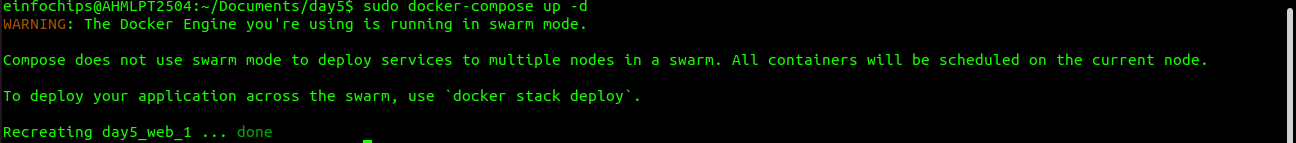 einfochips@AHMLPT2504:~/Documents/day5$ sudo docker-compose up -d
WARNING: The Docker Engine you're using is running in swarm mode.
Compose does not use swarm mode to deploy services to multiple nodes in a swarm. All containers will be scheduled on the current node.
To deploy your application across the swarm, use `docker stack deploy`.
Recreating day5_web_1 ... done